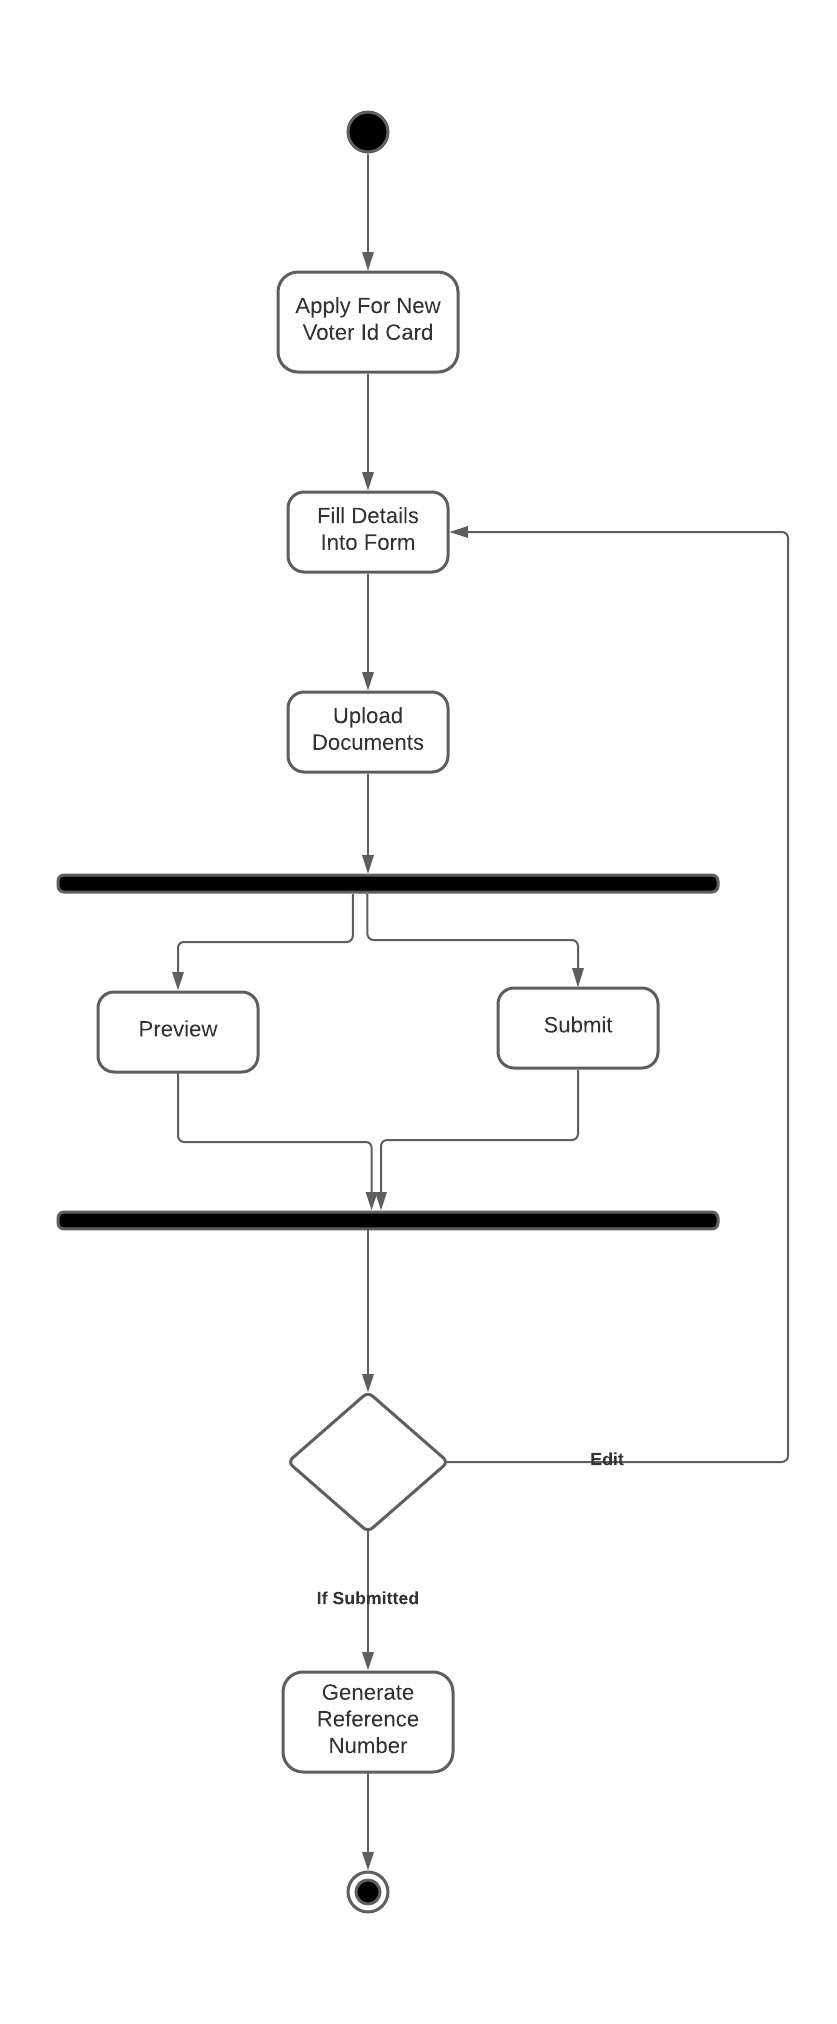 Apply For New
Voter Id Card
Fill Details
Into Form
Upload
Documents
Preview
Submit
Edit
If Submitted
Generate
Reference
Number